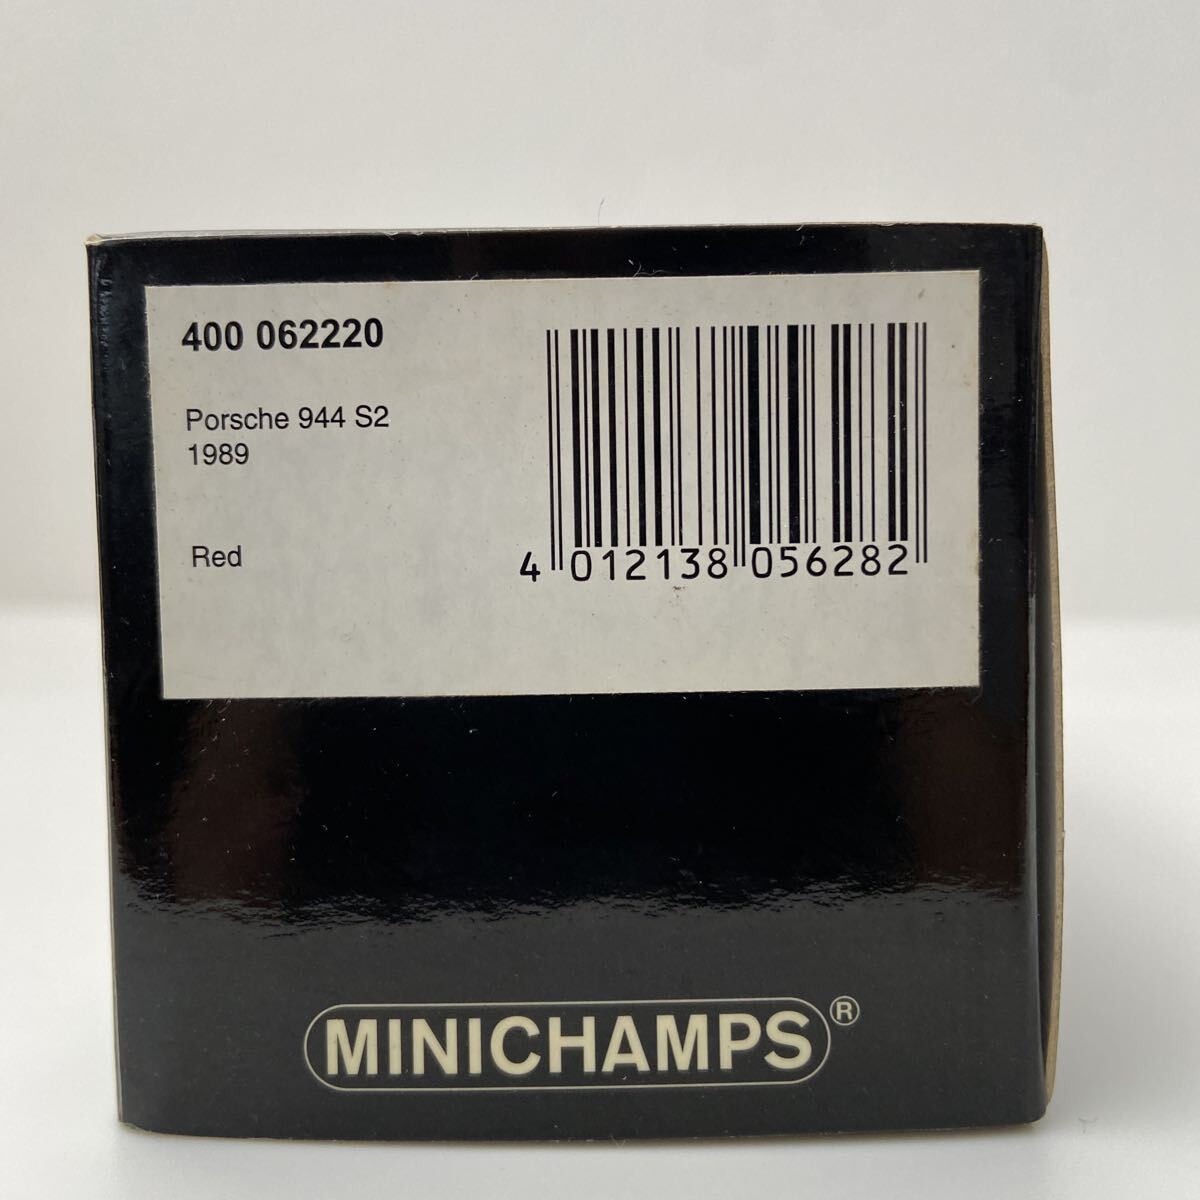 400 062220
Porsche 944 S2
1989
Red
4 012138 056282
MINICHAMPS®